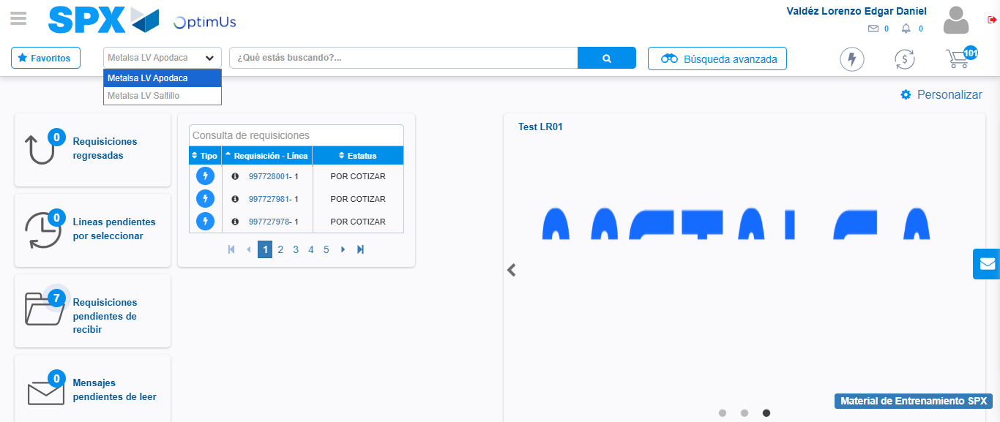 SPX OptimUs
Valdéz Lorenzo Edgar Daniel
0 0
Favoritos
Metalsa LV Apodaca
¿Qué estás buscando?...
Búsqueda avanzada
$
101
Metalsa LV Apodaca
Metalsa LV Saltillo
Personalizar
0
Requisiciones
regresadas
0
Lineas pendientes
por seleccionar
7
Requisiciones
pendientes de
recibir
0
Mensajes
pendientes de leer
Consulta de requisiciones
Tipo Requisición - Línea Estatus
997728001- 1 POR COTIZAR
997727981- 1 POR COTIZAR
997727978- 1 POR COTIZAR
1 2 3 4 5
Test LR01
Material de Entrenamiento SPX